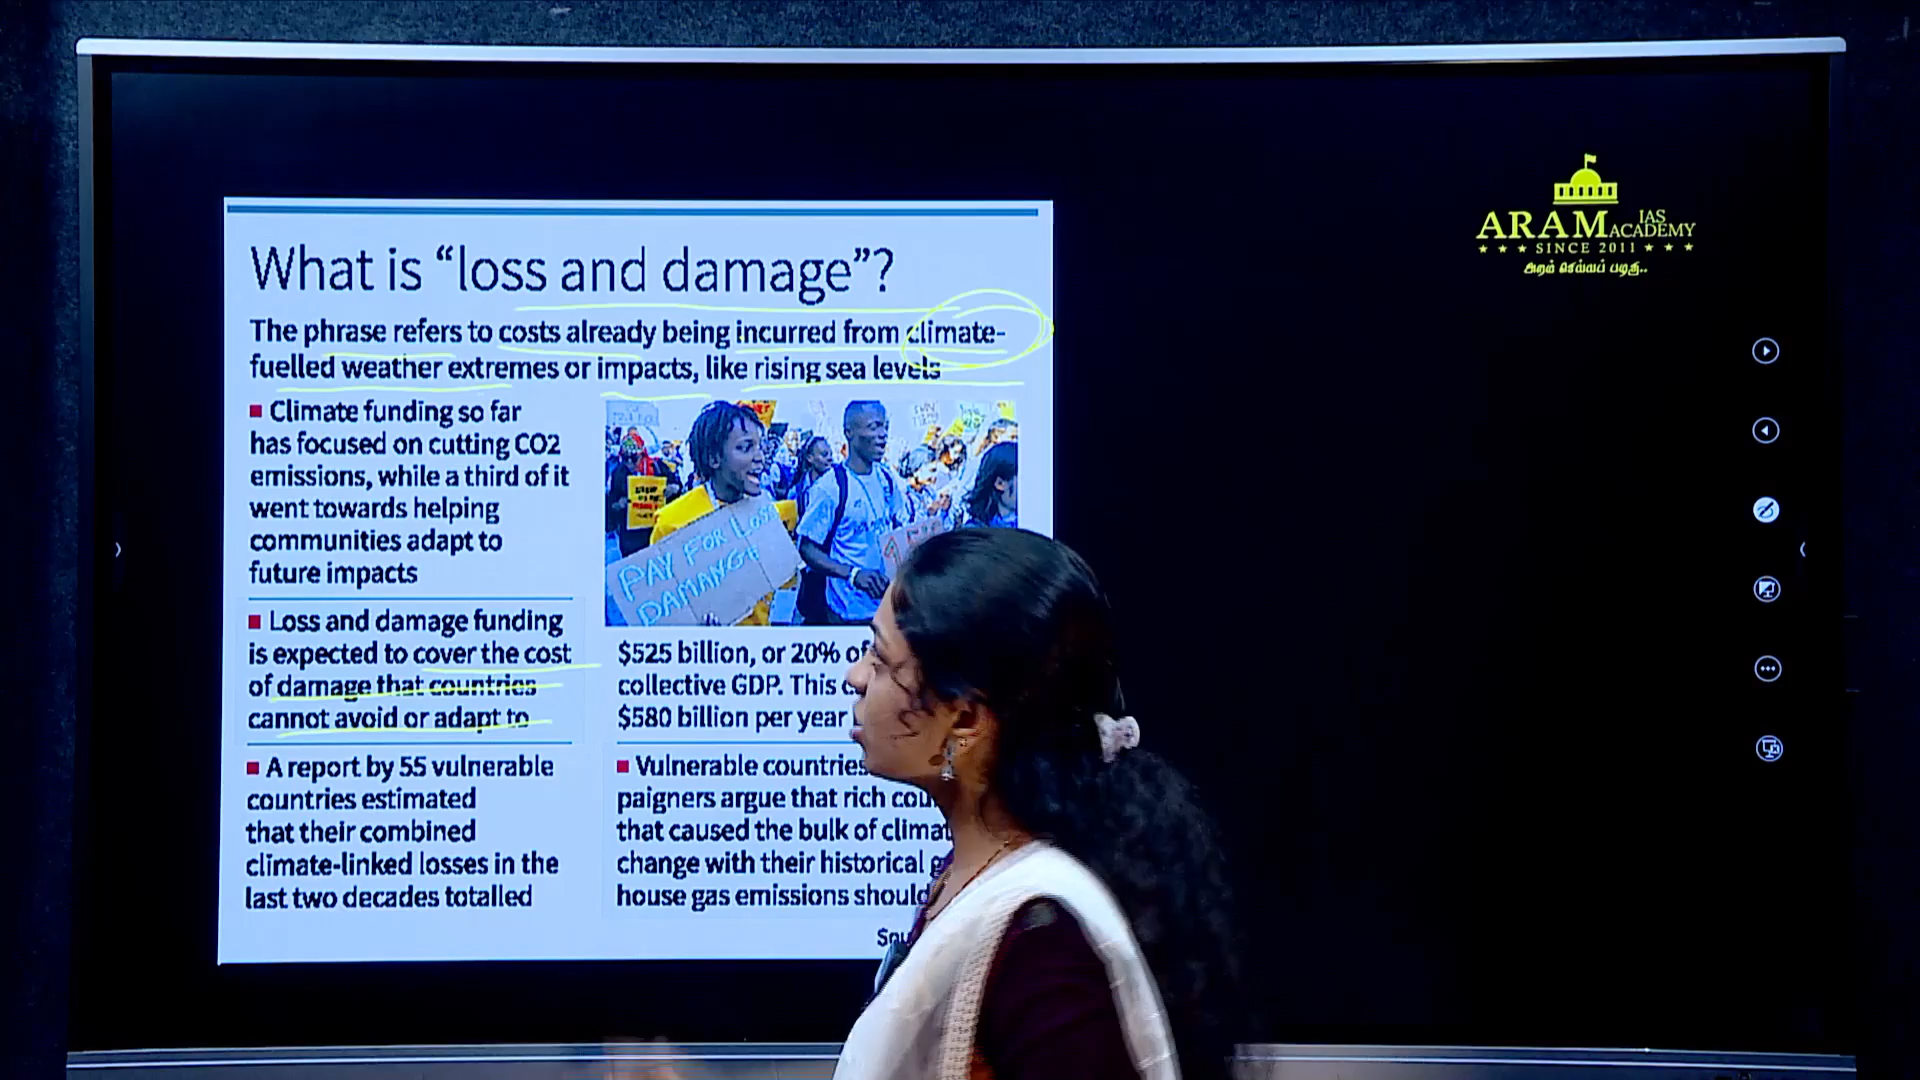 What is “loss and damage”?
The phrase refers to costs already being incurred from climate-
fuelled weather extremes or impacts, like rising sea levels
■ Climate funding so far
has focused on cutting CO2
emissions, while a third of it
went towards helping
communities adapt to
future impacts
■ Loss and damage funding
is expected to cover the cost
of damage that countries
cannot avoid or adapt to
■ A report by 55 vulnerable
countries estimated
that their combined
climate-linked losses in the
last two decades totalled
PAY FOR LOSS
DAMANGE
$525 billion, or 20% of
collective GDP. This
$580 billion per year
■ Vulnerable countries
paigners argue that rich
that caused the bulk of
change with their historical
house gas emissions should
ARAM IAS ACADEMY
★ ★ ★ SINCE 2011 ★ ★ ★
அறம் செய்யப் படிகு..